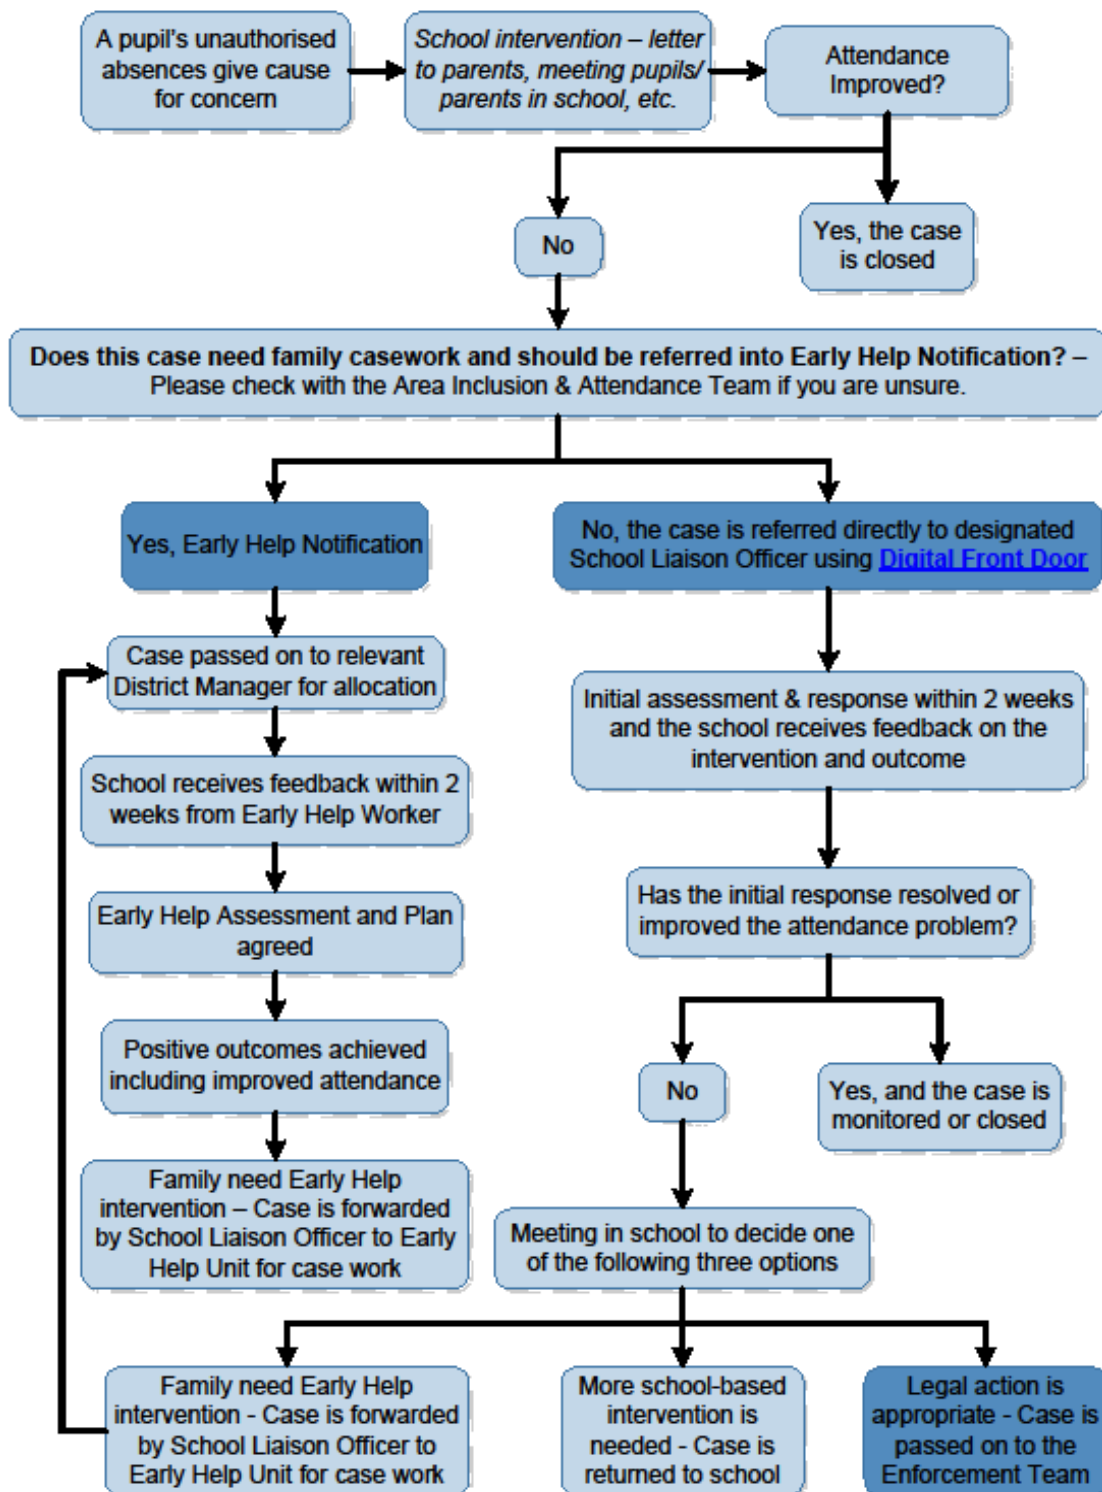 A pupil's unauthorised
absences give cause
for concern
School intervention – letter
to parents, meeting pupils/
parents in school, etc.
Attendance
Improved?
No
Yes, the case
is closed
Does this case need family casework and should be referred into Early Help Notification? –
Please check with the Area Inclusion & Attendance Team if you are unsure.
Yes, Early Help Notification
No, the case is referred directly to designated
School Liaison Officer using Digital Front Door
Case passed on to relevant
District Manager for allocation
Initial assessment & response within 2 weeks
and the school receives feedback on the
intervention and outcome
School receives feedback within 2
weeks from Early Help Worker
Has the initial response resolved or
improved the attendance problem?
Early Help Assessment and Plan
agreed
Positive outcomes achieved
including improved attendance
No
Yes, and the case is
monitored or closed
Family need Early Help
intervention – Case is forwarded
by School Liaison Officer to Early
Help Unit for case work
Meeting in school to decide one
of the following three options
Family need Early Help
intervention - Case is forwarded
by School Liaison Officer to
Early Help Unit for case work
More school-based
intervention is
needed - Case is
returned to school
Legal action is
appropriate - Case is
passed on to the
Enforcement Team